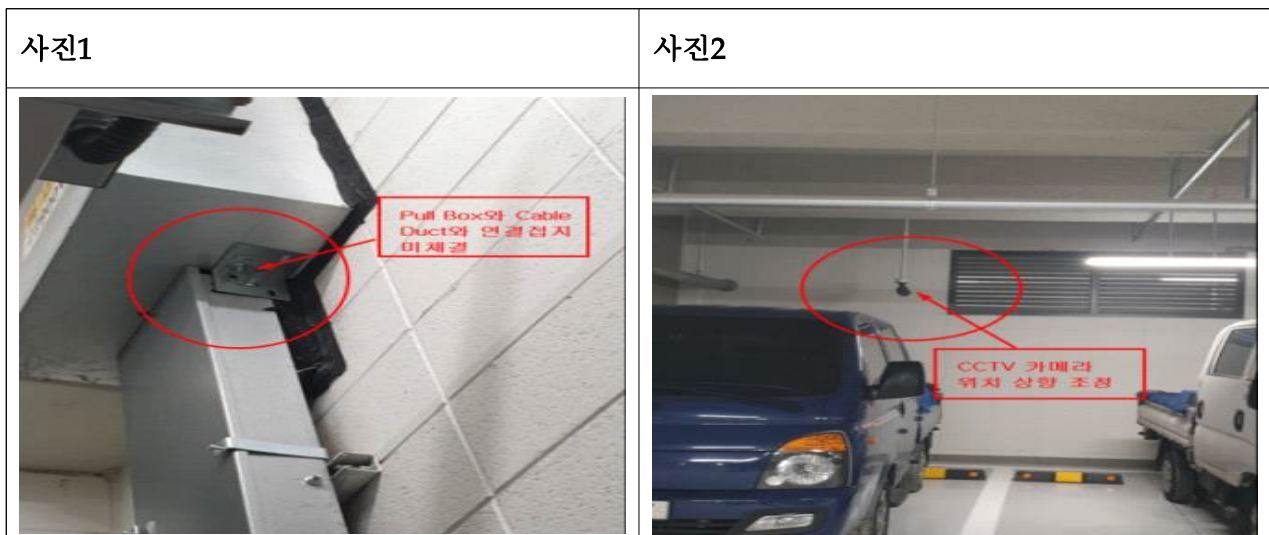 사진1
사진2
Pull Box와 Cable
Duct와 연결접지
미체결
CCTV 카메라
위치 상향 조정